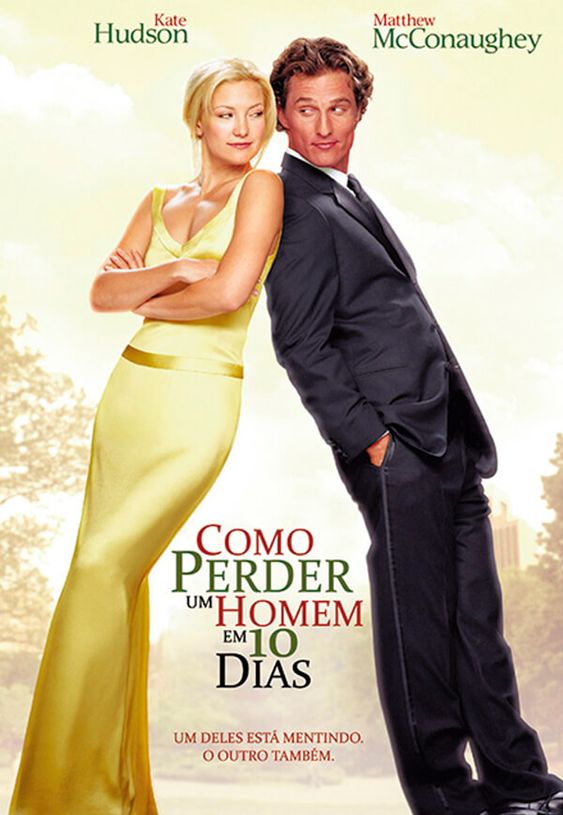 Kate
Hudson
Matthew
McConaughey
COMO
PERDER
UM HOMEM
EM 10
DIAS
UM DELES ESTÁ MENTINDO.
O OUTRO TAMBÉM.